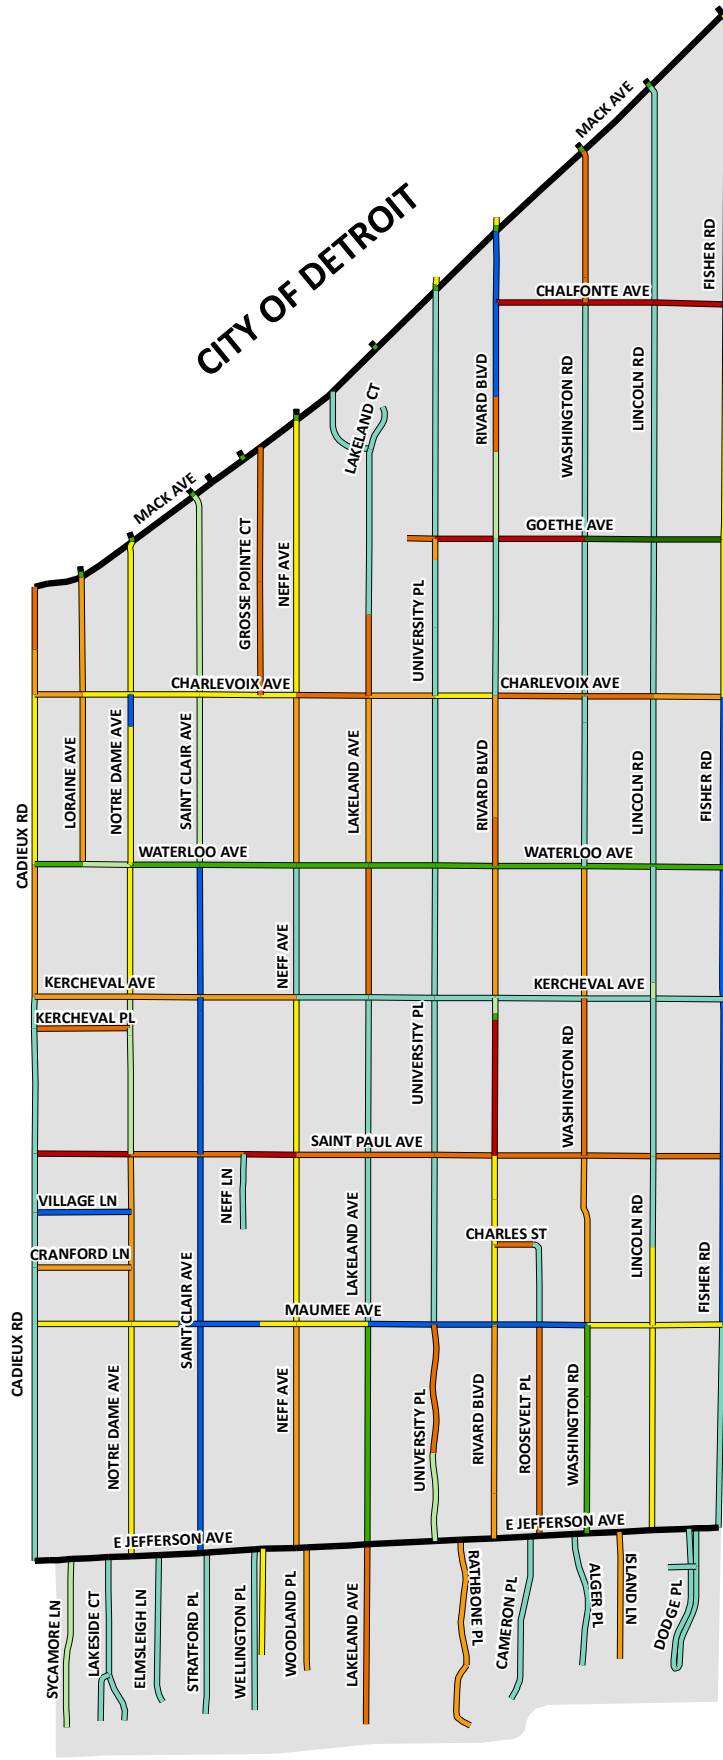 MACK AVE
CITY OF DETROIT
FISHER RD
CHALFONTE AVE
RIVARD BLVD
WASHINGTON RD
LINCOLN RD
LAKELAND CT
MACK AVE
GROSSE POINTE CT
NEFF AVE
GOETHE AVE
UNIVERSITY PL
CHARLEVOIX AVE
CHARLEVOIX AVE
LORAINE AVE
NOTRE DAME AVE
SAINT CLAIR AVE
LAKELAND AVE
RIVARD BLVD
LINCOLN RD
FISHER RD
CADIEUX RD
WATERLOO AVE
WATERLOO AVE
NEFF AVE
KERCHEVAL AVE
KERCHEVAL AVE
KERCHEVAL PL
UNIVERSITY PL
WASHINGTON RD
SAINT PAUL AVE
VILLAGE LN
NEFF LN
LAKELAND AVE
LINCOLN RD
CHARLES ST
CRANFORD LN
FISHER RD
SAINT CLAIR AVE
MAUMEE AVE
CADIEUX RD
NOTRE DAME AVE
NEFF AVE
UNIVERSITY PL
RIVARD BLVD
ROOSEVELT PL
WASHINGTON RD
E JEFFERSON AVE
E JEFFERSON AVE
SYCAMORE LN
LAKESIDE CT
ELMSLEIGH LN
STRATFORD PL
WELLINGTON PL
WOODLAND PL
LAKELAND AVE
RATHBONE PL
CAMERON PL
ALGER PL
ISLAND LN
DODGE PL